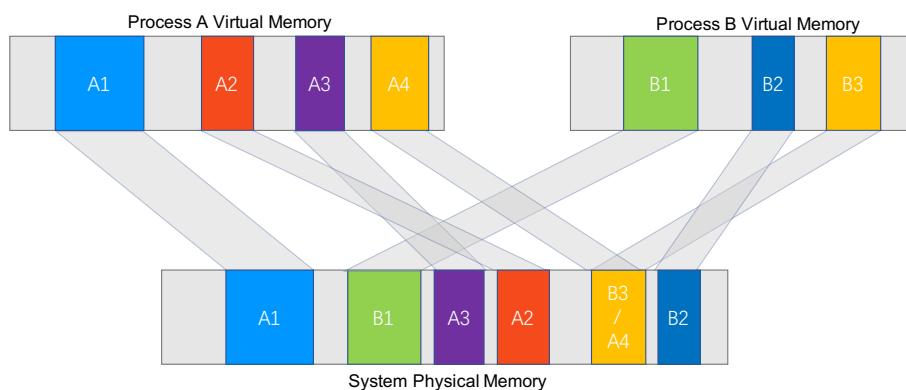 Process A Virtual Memory
Process B Virtual Memory
A1
A2
A3
A4
B1
B2
B3
A1
B1
A3
A2
B3
/
A4
B2
System Physical Memory